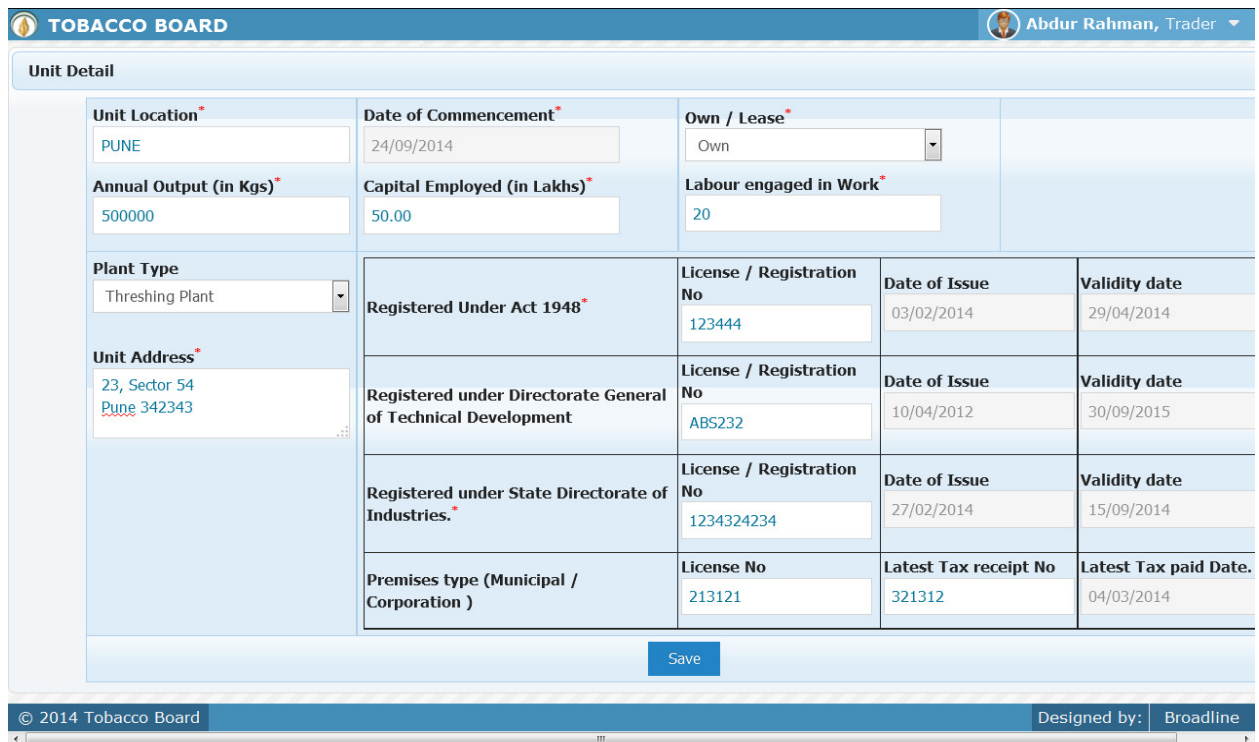 TOBACCO BOARD
Abdur Rahman, Trader
Unit Detail
Unit Location*
Date of Commencement*
Own / Lease*
PUNE
24/09/2014
Own
Annual Output (in Kgs)*
Capital Employed (in Lakhs)*
Labour engaged in Work*
500000
50.00
20
Plant Type
Threshing Plant
Unit Address*
23, Sector 54
Pune 342343
Registered Under Act 1948*
License / Registration
No
123444
Date of Issue
03/02/2014
Validity date
29/04/2014
Registered under Directorate General
of Technical Development
License / Registration
No
ABS232
Date of Issue
10/04/2012
Validity date
30/09/2015
Registered under State Directorate of
Industries.*
License / Registration
No
1234324234
Date of Issue
27/02/2014
Validity date
15/09/2014
Premises type (Municipal /
Corporation )
License No
213121
Latest Tax receipt No
321312
Latest Tax paid Date.
04/03/2014
Save
© 2014 Tobacco Board
Designed by: Broadline